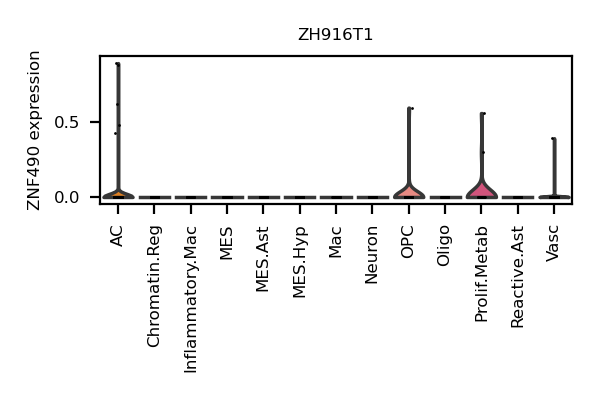 ZH916T1
ZNF490 expression
0.5
0.0
AC
Chromatin.Reg
Inflammatory.Mac
MES
MES.Ast
MES.Hyp
Mac
Neuron
OPC
Oligo
Prolif.Metab
Reactive.Ast
Vasc